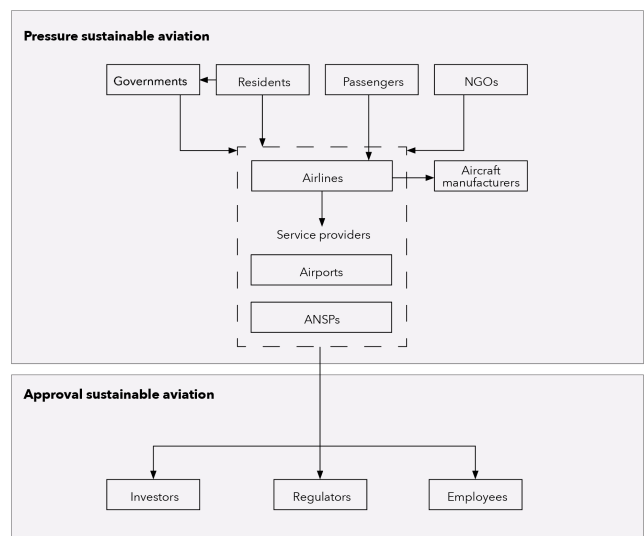 Pressure sustainable aviation
Governments
Residents
Passengers
NGOs
Airlines
Aircraft
manufacturers
Service providers
Airports
ANSPs
Approval sustainable aviation
Investors
Regulators
Employees